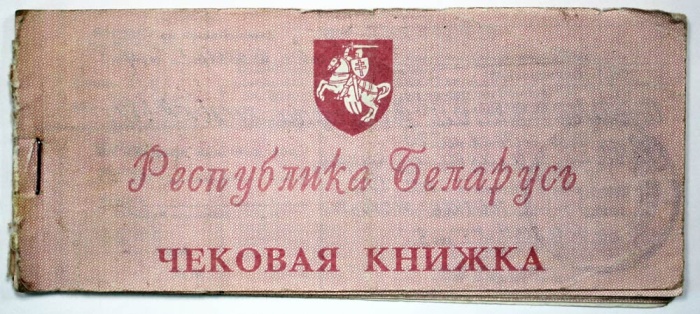 Республика Беларусь
ЧЕКОВАЯ КНИЖКА